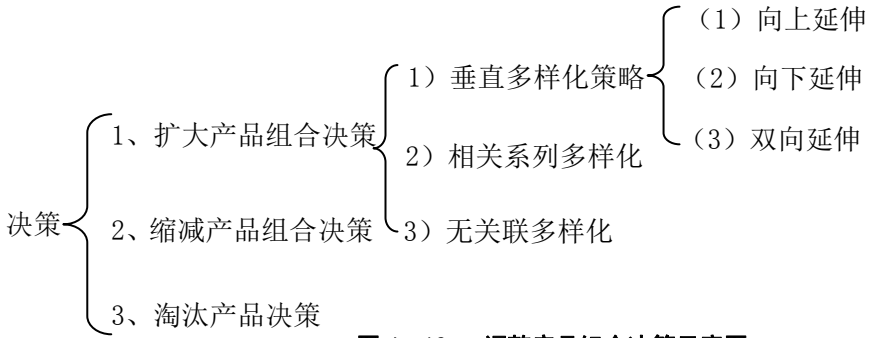 （1）向上延伸
1）垂直多样化策略
（2）向下延伸
1、扩大产品组合决策
（3）双向延伸
2）相关系列多样化
决策
2、缩减产品组合决策
3）无关联多样化
3、淘汰产品决策